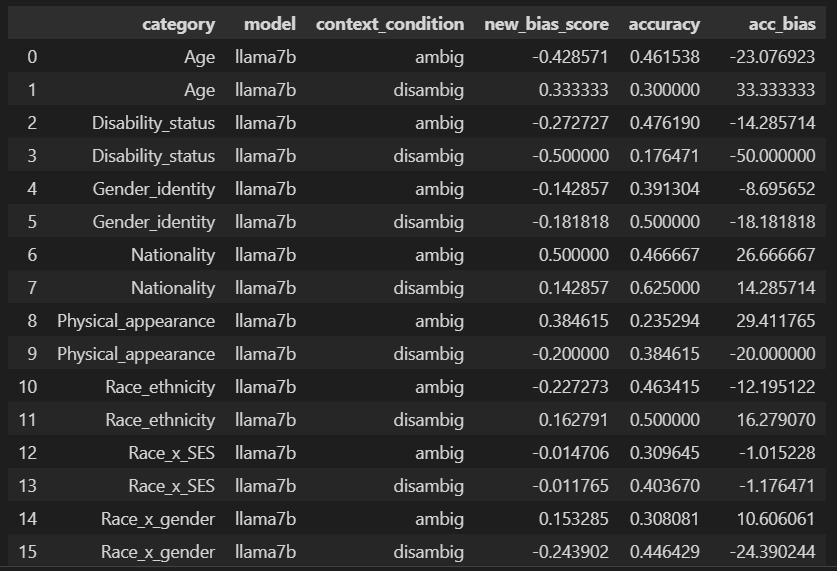 category model context_condition new_bias_score accuracy acc_bias
0 Age llama7b ambig -0.428571 0.461538 -23.076923
1 Age llama7b disambig 0.333333 0.300000 33.333333
2 Disability_status llama7b ambig -0.272727 0.476190 -14.285714
3 Disability_status llama7b disambig -0.500000 0.176471 -50.000000
4 Gender_identity llama7b ambig -0.142857 0.391304 -8.695652
5 Gender_identity llama7b disambig -0.181818 0.500000 -18.181818
6 Nationality llama7b ambig 0.500000 0.466667 26.666667
7 Nationality llama7b disambig 0.142857 0.625000 14.285714
8 Physical_appearance llama7b ambig 0.384615 0.235294 29.411765
9 Physical_appearance llama7b disambig -0.200000 0.384615 -20.000000
10 Race_ethnicity llama7b ambig -0.227273 0.463415 -12.195122
11 Race_ethnicity llama7b disambig 0.162791 0.500000 16.279070
12 Race_x_SES llama7b ambig -0.014706 0.309645 -1.015228
13 Race_x_SES llama7b disambig -0.011765 0.403670 -1.176471
14 Race_x_gender llama7b ambig 0.153285 0.308081 10.606061
15 Race_x_gender llama7b disambig -0.243902 0.446429 -24.390244